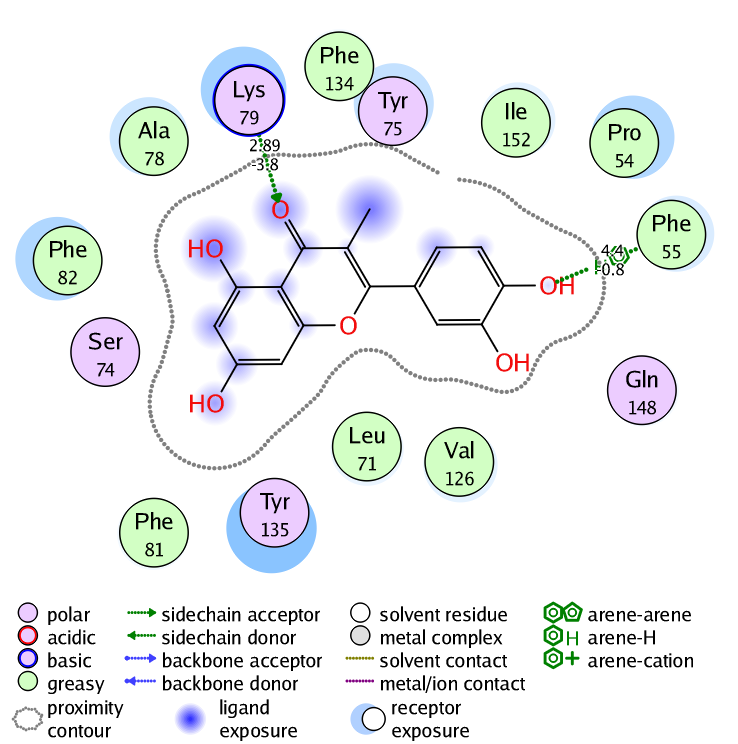 Phe
134
Lys
79
Tyr
75
Ile
152
Ala
78
Pro
54
2.89
-3.8
Phe
55
O
HO
4.4
-0.8
H
Phe
82
OH
O
Ser
74
OH
HO
Gln
148
Leu
71
Val
126
Tyr
135
Phe
81
polar
sidechain acceptor
solvent residue
arene-arene
acidic
sidechain donor
metal complex
H
arene-H
basic
backbone acceptor
solvent contact
arene-cation
greasy
backbone donor
metal/ion contact
proximity
contour
ligand
exposure
receptor
exposure